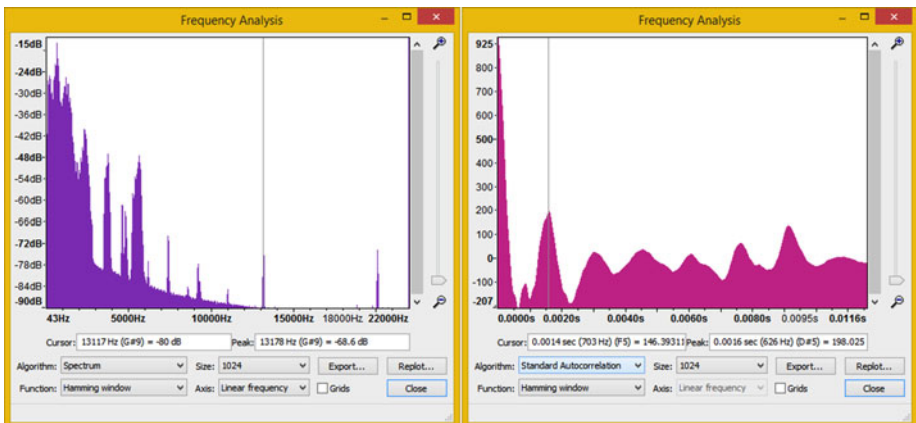 Frequency Analysis
-15dB
-24dB
-30dB
-36dB
-42dB
-48dB
-54dB
-60dB
-66dB
-72dB
-78dB
-84dB
-90dB
43Hz 5000Hz 10000Hz 15000Hz 18000Hz 22000Hz
Cursor: 13117 Hz (G#9) = -80 dB Peak: 13178 Hz (G#9) = -68.6 dB
Algorithm: Spectrum Size: 1024 Export... Replot...
Function: Hamming window Axis: Linear frequency Grids Close
Frequency Analysis
925
800
700
600
500
400
300
200
100
0
-100
-207
0.0000s 0.0020s 0.0040s 0.0060s 0.0080s 0.0095s 0.0116s
Cursor: 0.0014 sec (703 Hz) (F5) = 146.39311 Peak: 0.0016 sec (626 Hz) (D#5) = 198.025
Algorithm: Standard Autocorrelation Size: 1024 Export... Replot...
Function: Hamming window Axis: Linear frequency Grids Close